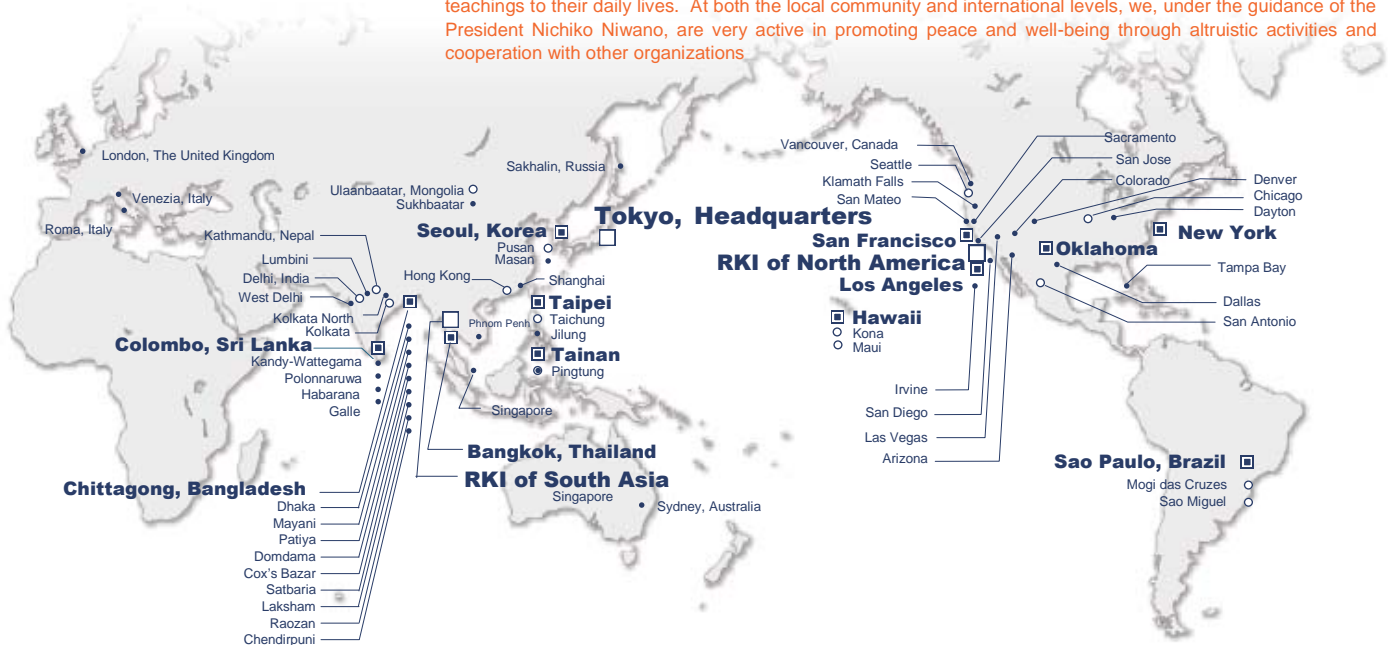 teachings to their daily lives. At both the local community and international levels, we, under the guidance of the
President Nichiko Niwano, are very active in promoting peace and well-being through altruistic activities and
cooperation with other organizations
London, The United Kingdom
Venezia, Italy
Roma, Italy
Ulaanbaatar, Mongolia
Sukhbaatar
Sakhalin, Russia
Tokyo, Headquarters
Seoul, Korea
Pusan
Masan
Kathmandu, Nepal
Lumbini
Delhi, India
West Delhi
Kolkata North
Kolkata
Hong Kong
Shanghai
Taipei
Taichung
Jilung
Tainan
Pingtung
Phnom Penh
Colombo, Sri Lanka
Kandy-Wattegama
Polonnaruwa
Habarana
Galle
Singapore
Bangkok, Thailand
RKI of South Asia
Singapore
Sydney, Australia
Chittagong, Bangladesh
Dhaka
Mayani
Patiya
Domdama
Cox's Bazar
Satbaria
Laksham
Raozan
Chendirpuni
Vancouver, Canada
Seattle
Klamath Falls
San Mateo
San Francisco
RKI of North America
Los Angeles
Hawaii
Kona
Maui
Irvine
San Diego
Las Vegas
Arizona
Sacramento
San Jose
Colorado
Denver
Chicago
Dayton
New York
Oklahoma
Tampa Bay
Dallas
San Antonio
Sao Paulo, Brazil
Mogi das Cruzes
Sao Miguel